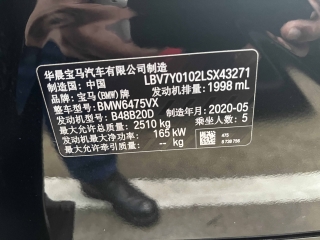 华晨宝马汽车有限公司制造
制造国：中国 LBV7Y0102LSX43271
品牌：宝马(BMW)牌 发动机排量：1998 mL
整车型号：BMW6475VX
发动机型号：B48B20D 制造年月：2020-05
最大允许总质量：2510 kg 乘坐人数：5
发动机最大净功率：165 kW
最大允许牵引质量：-- kg
475